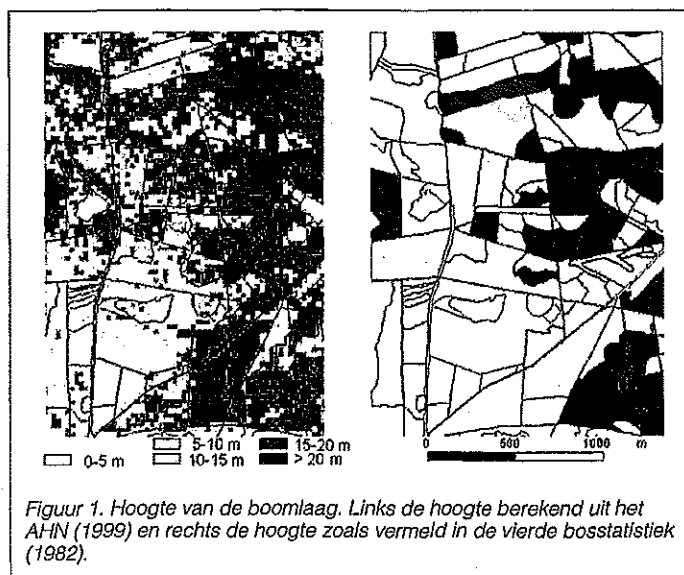 5-10 m 15-20 m
0-5 m 10-15 m > 20 m
0 500 1000 m
Figuur 1. Hoogte van de boomlaag. Links de hoogte berekend uit het
AHN (1999) en rechts de hoogte zoals vermeld in de vierde bosstatistiek
(1982).